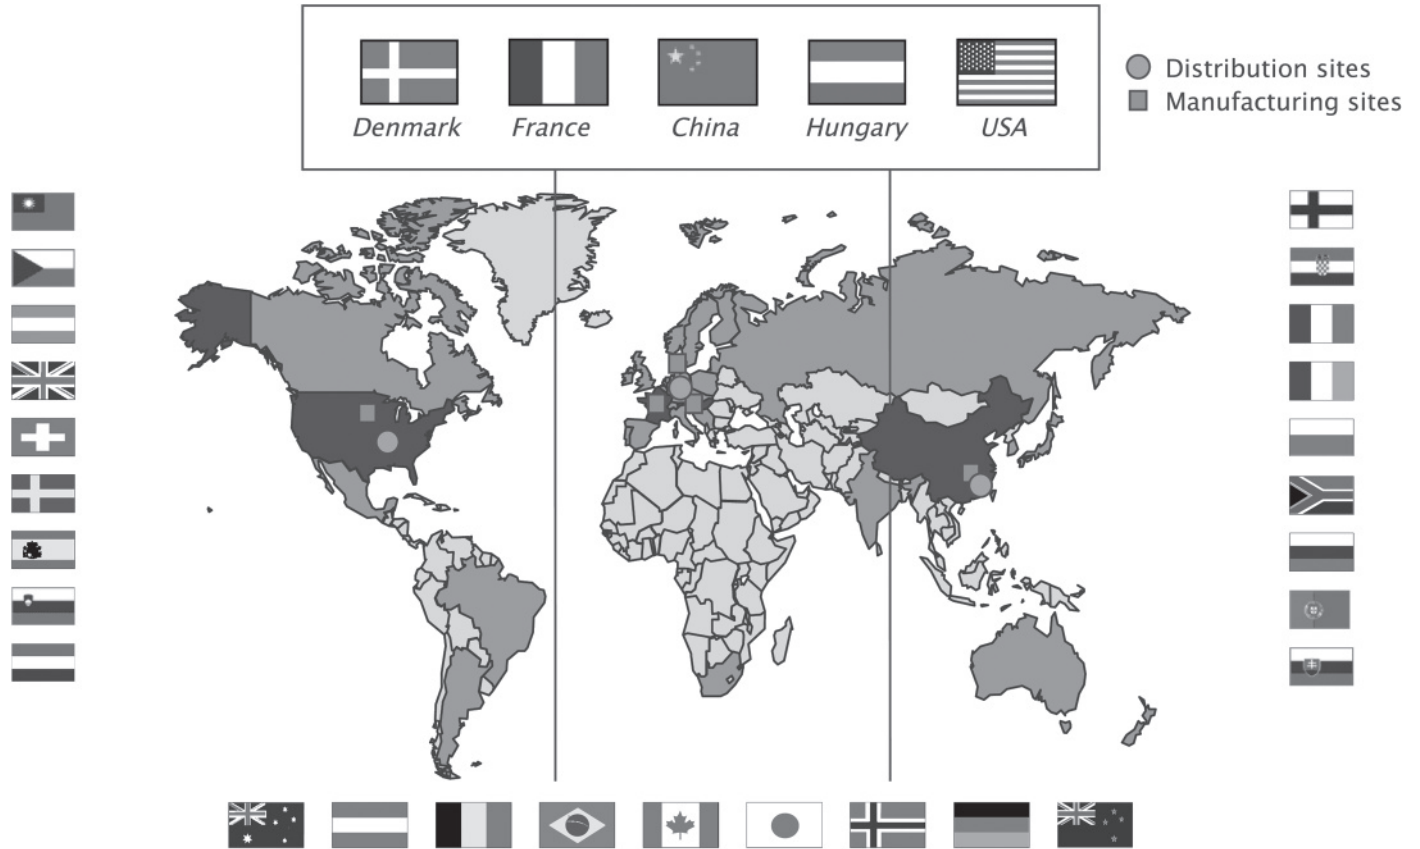 Denmark
France
China
Hungary
USA
Distribution sites
Manufacturing sites